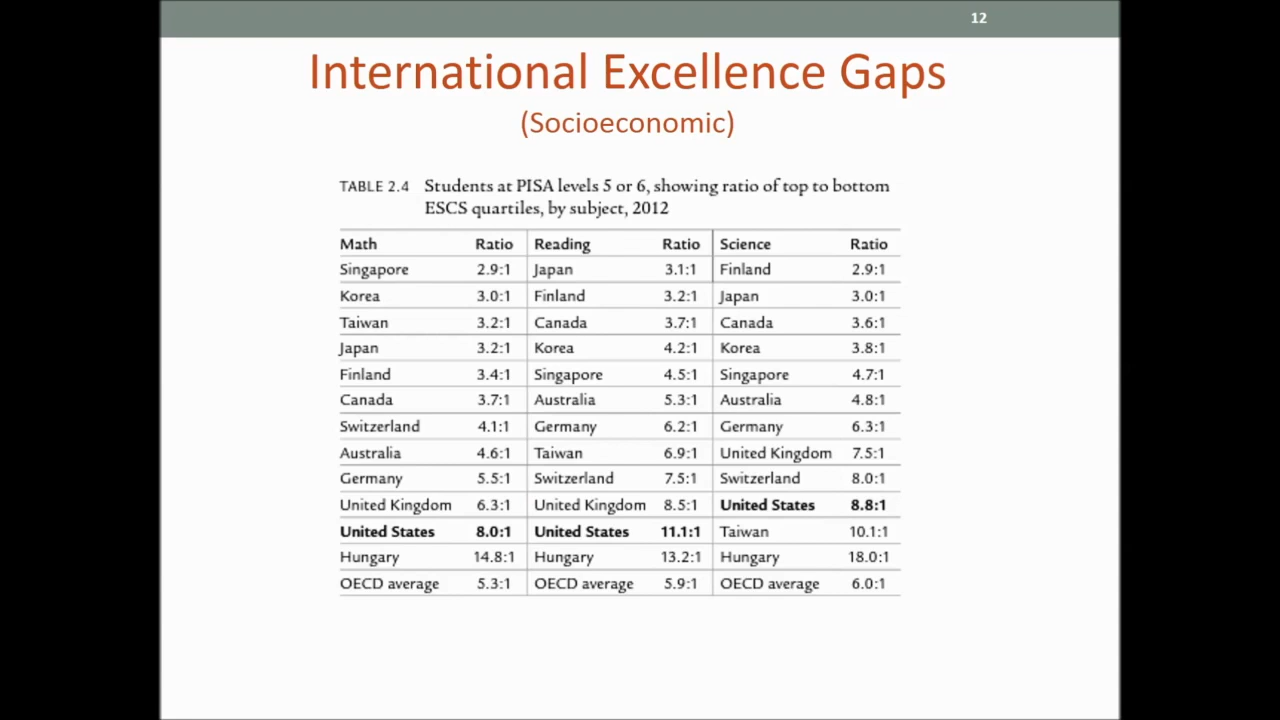 12
International Excellence Gaps
(Socioeconomic)
TABLE 2.4 Students at PISA levels 5 or 6, showing ratio of top to bottom
ESCS quartiles, by subject, 2012
Math Ratio Reading Ratio Science Ratio
Singapore 2.9:1 Japan 3.1:1 Finland 2.9:1
Korea 3.0:1 Finland 3.2:1 Japan 3.0:1
Taiwan 3.2:1 Canada 3.7:1 Canada 3.6:1
Japan 3.2:1 Korea 4.2:1 Korea 3.8:1
Finland 3.4:1 Singapore 4.5:1 Singapore 4.7:1
Canada 3.7:1 Australia 5.3:1 Australia 4.8:1
Switzerland 4.1:1 Germany 6.2:1 Germany 6.3:1
Australia 4.6:1 Taiwan 6.9:1 United Kingdom 7.5:1
Germany 5.5:1 Switzerland 7.5:1 Switzerland 8.0:1
United Kingdom 6.3:1 United Kingdom 8.5:1 United States 8.8:1
United States 8.0:1 United States 11.1:1 Taiwan 10.1:1
Hungary 14.8:1 Hungary 13.2:1 Hungary 18.0:1
OECD average 5.3:1 OECD average 5.9:1 OECD average 6.0:1